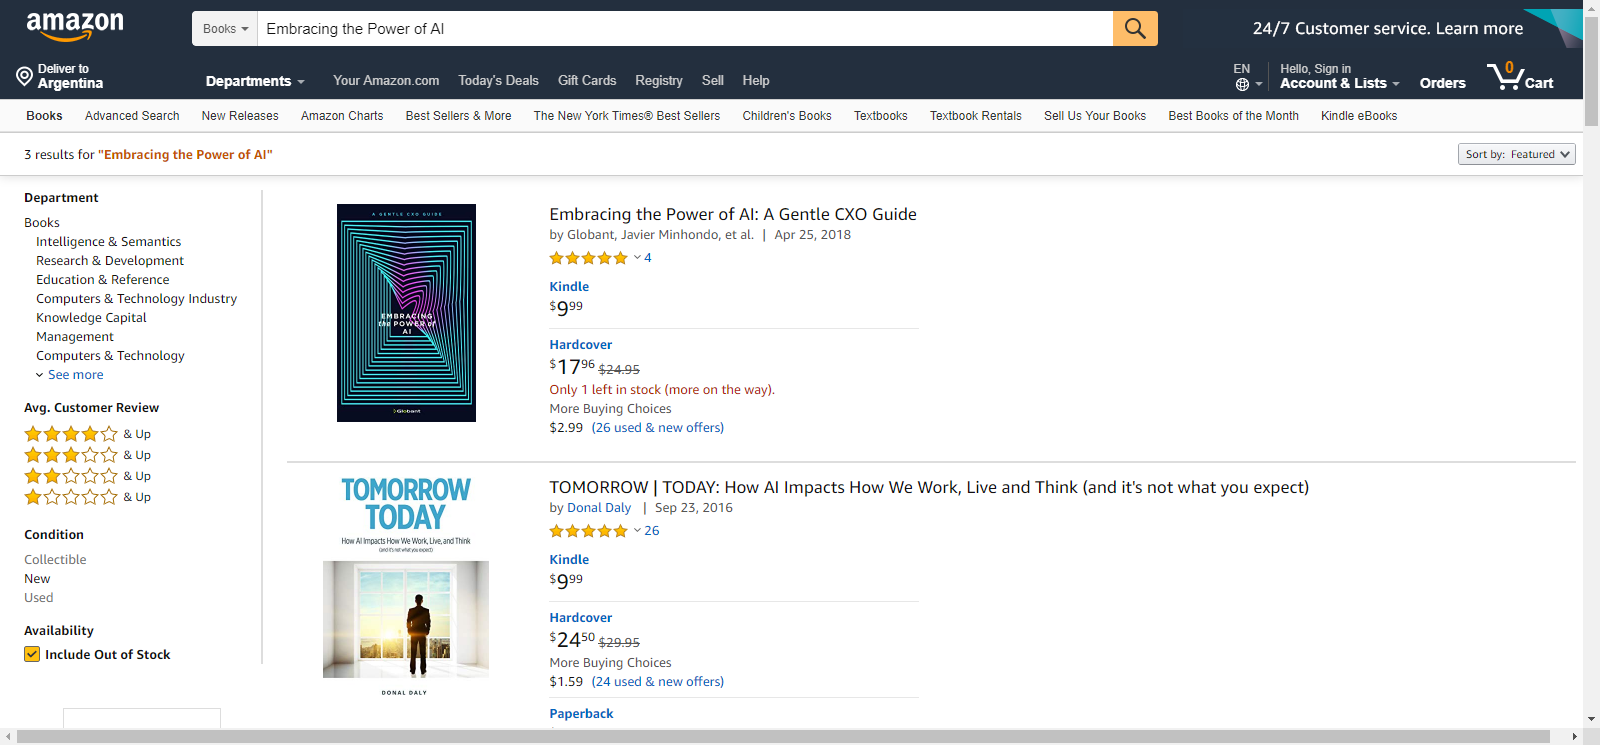 amazon
Books
Embracing the Power of AI
24/7 Customer service. Learn more
Deliver to
Argentina
Departments
Your Amazon.com
Today's Deals
Gift Cards
Registry
Sell
Help
EN
Hello, Sign in
Account & Lists
Orders
0
Cart
Books
Advanced Search
New Releases
Amazon Charts
Best Sellers & More
The New York Times® Best Sellers
Children's Books
Textbooks
Textbook Rentals
Sell Us Your Books
Best Books of the Month
Kindle eBooks
3 results for "Embracing the Power of AI"
Sort by: Featured
Department
Books
Intelligence & Semantics
Research & Development
Education & Reference
Computers & Technology Industry
Knowledge Capital
Management
Computers & Technology
See more
Avg. Customer Review
& Up
& Up
& Up
& Up
Condition
Collectible
New
Used
Availability
Include Out of Stock
A GENTLE CXO GUIDE
EMBRACING
the POWER of
AI
Globant
Embracing the Power of AI: A Gentle CXO Guide
by Globant, Javier Minhondo, et al. | Apr 25, 2018
4
Kindle
$9.99
Hardcover
$17.96 $24.95
Only 1 left in stock (more on the way).
More Buying Choices
$2.99 (26 used & new offers)
TOMORROW
TODAY
How AI Impacts How We Work, Live, and Think
(and it's not what you expect)
DONAL DALY
TOMORROW | TODAY: How AI Impacts How We Work, Live and Think (and it's not what you expect)
by Donal Daly | Sep 23, 2016
26
Kindle
$9.99
Hardcover
$24.50 $29.95
More Buying Choices
$1.59 (24 used & new offers)
Paperback